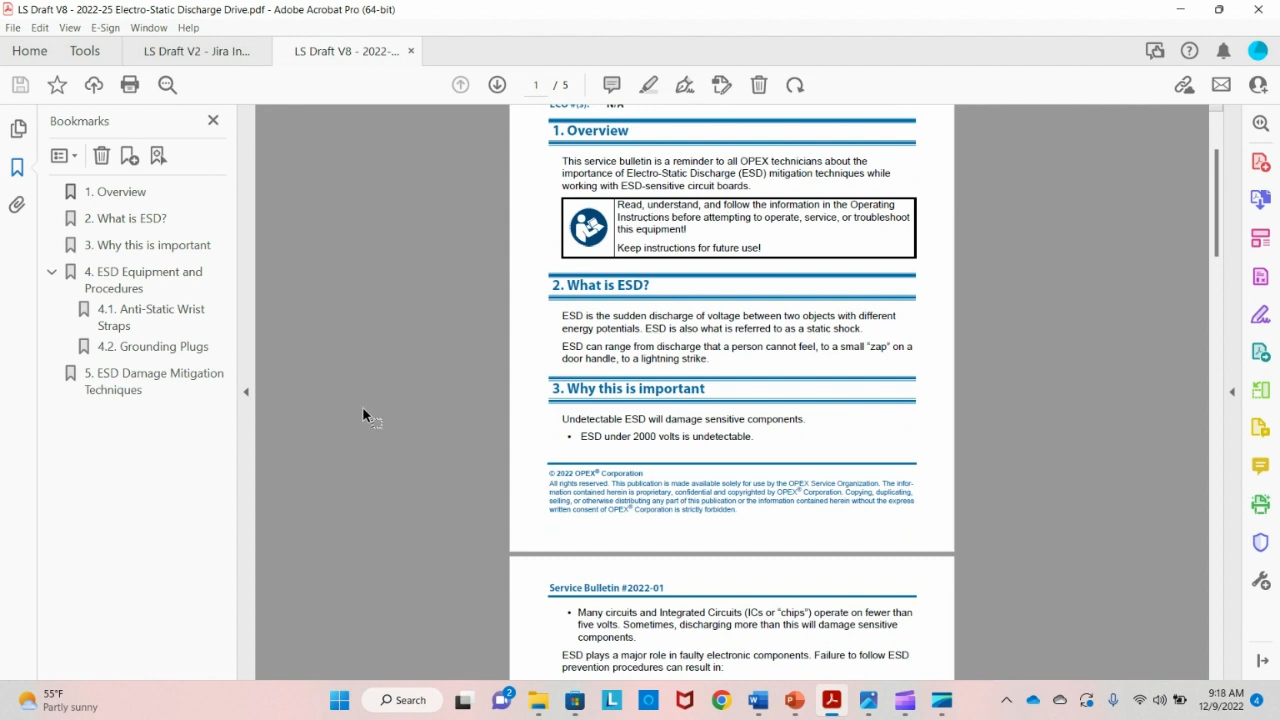 LS Draft V8 - 2022-25 Electro-Static Discharge Drive.pdf - Adobe Acrobat Pro (64-bit)
File Edit View E-Sign Window Help
Home Tools LS Draft V2 - Jira In... LS Draft V8 - 2022-... ×
1 / 5
Bookmarks
1. Overview
2. What is ESD?
3. Why this is important
4. ESD Equipment and
Procedures
4.1. Anti-Static Wrist
Straps
4.2. Grounding Plugs
5. ESD Damage Mitigation
Techniques
ECO #(s): N/A
1. Overview
This service bulletin is a reminder to all OPEX technicians about the
importance of Electro-Static Discharge (ESD) mitigation techniques while
working with ESD-sensitive circuit boards.
Read, understand, and follow the information in the Operating
Instructions before attempting to operate, service, or troubleshoot
this equipment!
Keep instructions for future use!
2. What is ESD?
ESD is the sudden discharge of voltage between two objects with different
energy potentials. ESD is also what is referred to as a static shock.
ESD can range from discharge that a person cannot feel, to a small “zap” on a
door handle, to a lightning strike.
3. Why this is important
Undetectable ESD will damage sensitive components.
• ESD under 2000 volts is undetectable.
© 2022 OPEX® Corporation
All rights reserved. This publication is made available solely for use by the OPEX Service Organization. The infor-
mation contained herein is proprietary, confidential and copyrighted by OPEX® Corporation. Copying, duplicating,
selling, or otherwise distributing any part of this publication or the information contained herein without the express
written consent of OPEX® Corporation is strictly forbidden.
Service Bulletin #2022-01
• Many circuits and Integrated Circuits (ICs or “chips”) operate on fewer than
five volts. Sometimes, discharging more than this will damage sensitive
components.
ESD plays a major role in faulty electronic components. Failure to follow ESD
prevention procedures can result in:
55°F
Partly sunny
Search
2
9:18 AM
12/9/2022
4